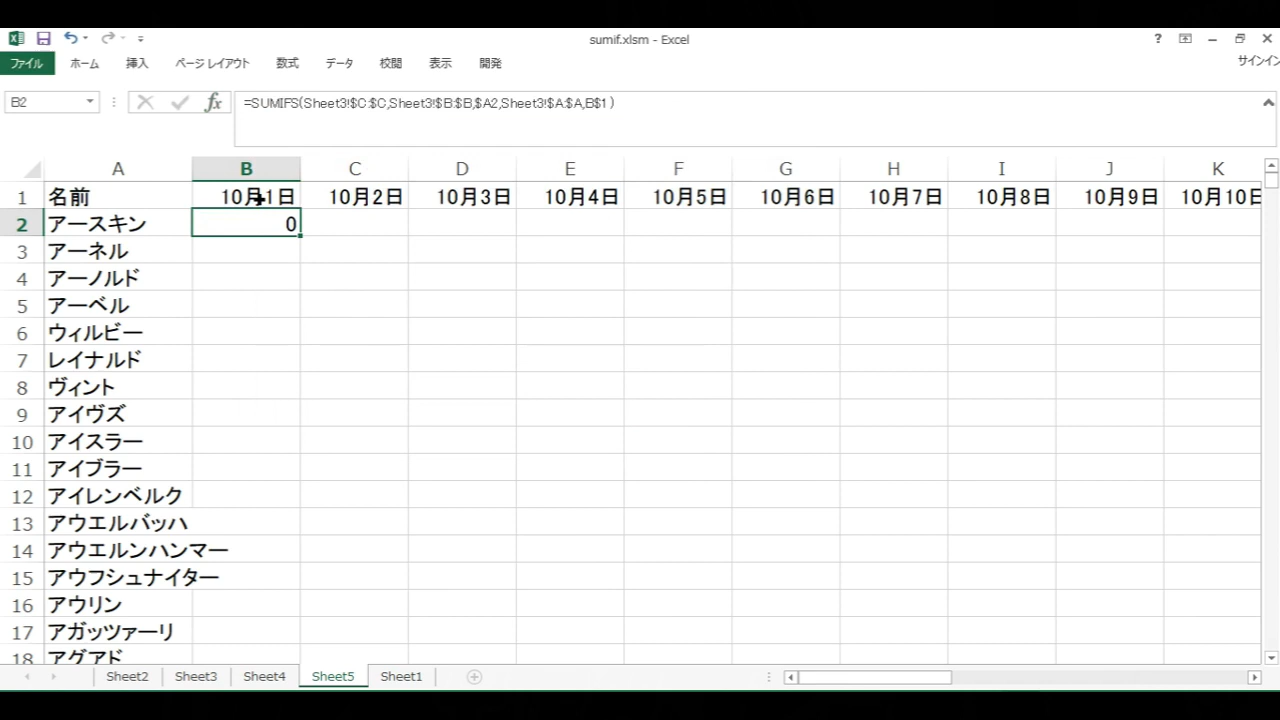 sumif.xlsm - Excel
?
サインイン
ファイル ホーム 挿入 ページ レイアウト 数式 データ 校閲 表示 開発
B2 fx =SUMIFS(Sheet3!$C:$C,Sheet3!$B:$B,$A2,Sheet3!$A:$A,B$1)
A B C D E F G H I J K
1 名前 10月1日 10月2日 10月3日 10月4日 10月5日 10月6日 10月7日 10月8日 10月9日 10月10日
2 アースキン 0
3 アーネル
4 アーノルド
5 アーベル
6 ウィルビー
7 レイナルド
8 ヴィント
9 アイヴズ
10 アイスラー
11 アイブラー
12 アイレンベルク
13 アウエルバッハ
14 アウエルンハンマー
15 アウフシュナイター
16 アウリン
17 アガッツァーリ
18 アグアド
Sheet2 Sheet3 Sheet4 Sheet5 Sheet1